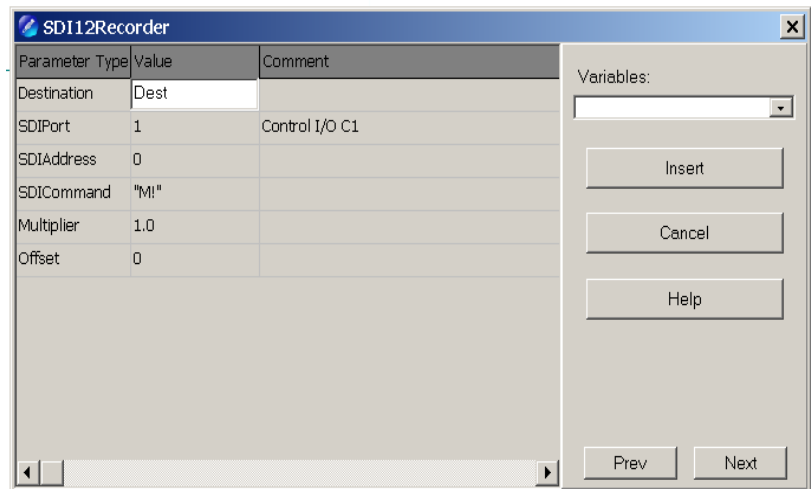 SDI12Recorder
Parameter Type Value Comment
Destination Dest
SDIPort 1 Control I/O C1
SDIAddress 0
SDICommand "M!"
Multiplier 1.0
Offset 0
Variables:
Insert
Cancel
Help
Prev Next